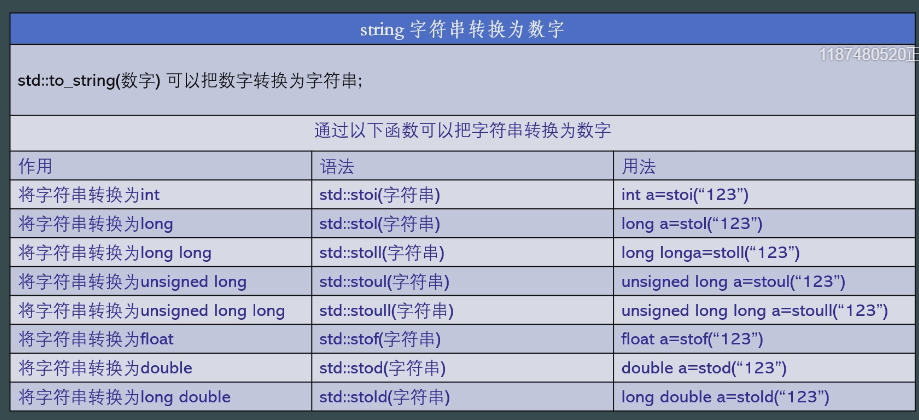 string 字符串转换为数字
1187480520正
std::to_string(数字) 可以把数字转换为字符串;
通过以下函数可以把字符串转换为数字
作用 语法 用法
将字符串转换为int std::stoi(字符串) int a=stoi(“123”)
将字符串转换为long std::stol(字符串) long a=stol(“123”)
将字符串转换为long long std::stoll(字符串) long longa=stoll(“123”)
将字符串转换为unsigned long std::stoul(字符串) unsigned long a=stoul(“123”)
将字符串转换为unsigned long long std::stoull(字符串) unsigned long long a=stoull(“123”)
将字符串转换为float std::stof(字符串) float a=stof(“123”)
将字符串转换为double std::stod(字符串) double a=stod(“123”)
将字符串转换为long double std::stold(字符串) long double a=stold(“123”)